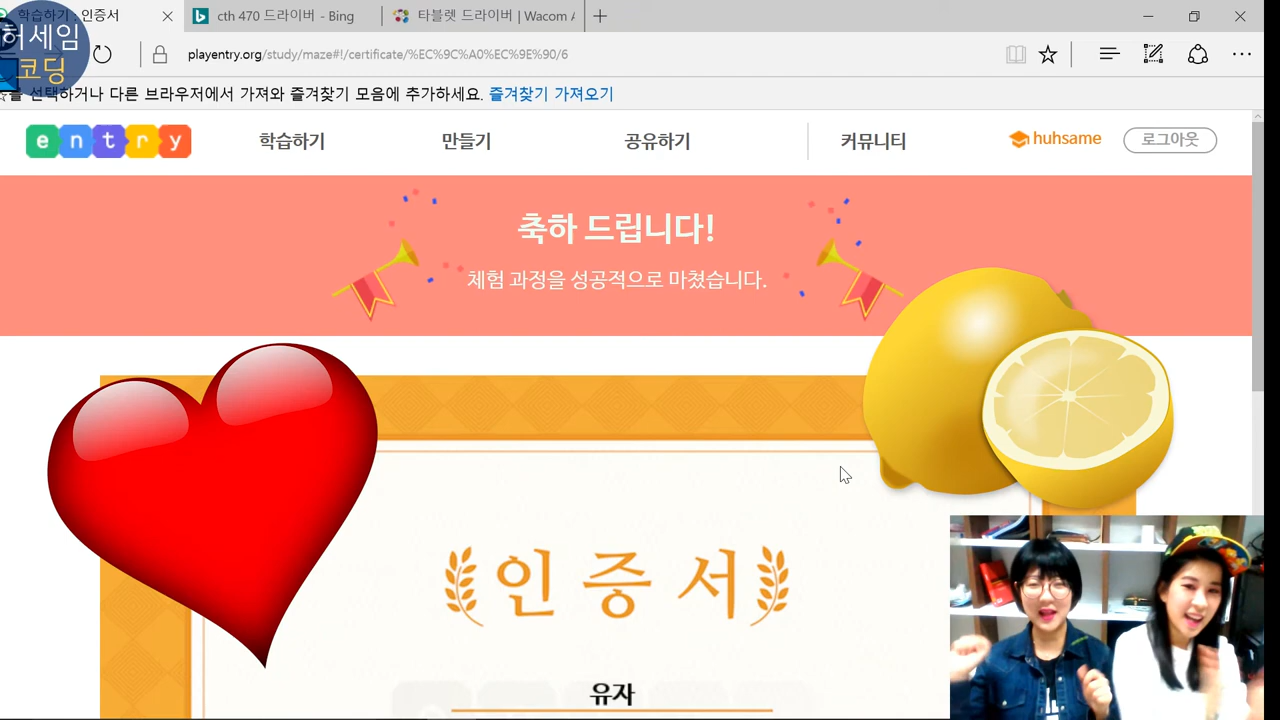 학습하기 : 인증서
cth 470 드라이버 - Bing
타블렛 드라이버 | Wacom A
허세임
코딩
playentry.org/study/maze#!/certificate/%EC%9C%A0%EC%9E%90/6
를 선택하거나 다른 브라우저에서 가져와 즐겨찾기 모음에 추가하세요. 즐겨찾기 가져오기
entry
학습하기
만들기
공유하기
커뮤니티
huhsame
로그아웃
축하 드립니다!
체험 과정을 성공적으로 마쳤습니다.
인증서
유자